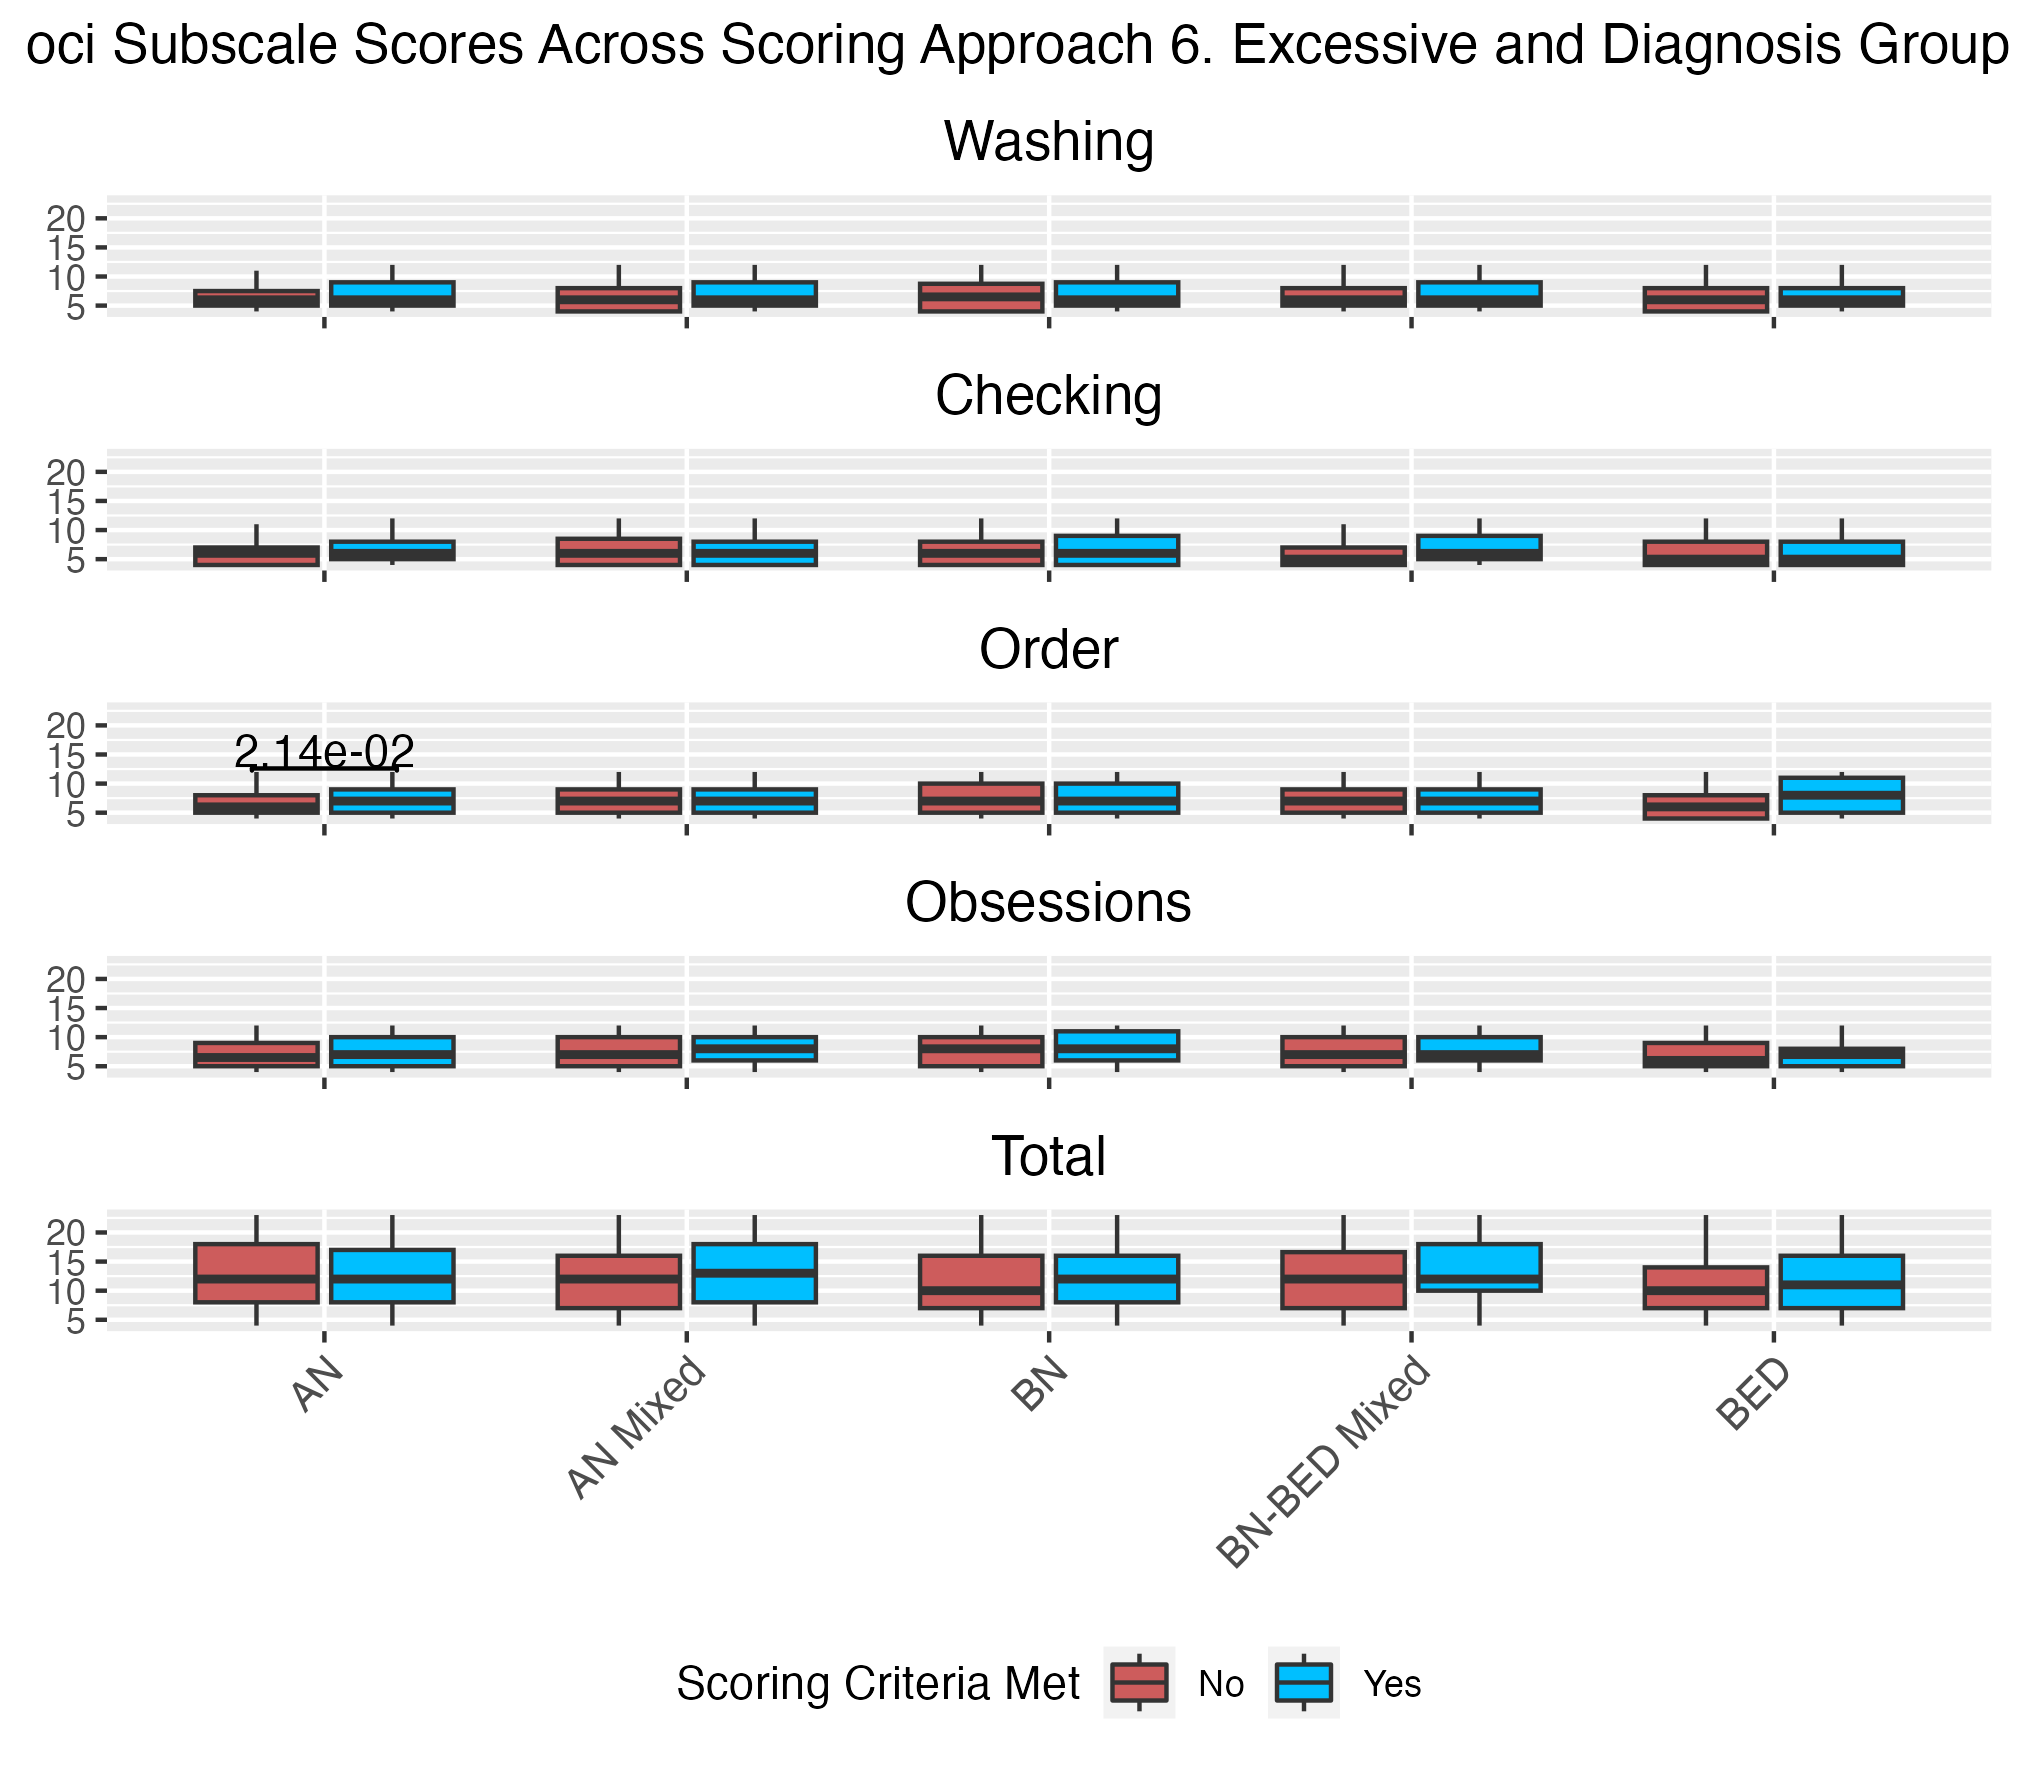 oci Subscale Scores Across Scoring Approach 6. Excessive and Diagnosis Group
Washing
20
15
10
5
Checking
20
15
10
5
Order
20
15
10
5
2.14e-02
Obsessions
20
15
10
5
Total
20
15
10
5
AN
AN Mixed
BN
BN-BED Mixed
BED
Scoring Criteria Met No Yes